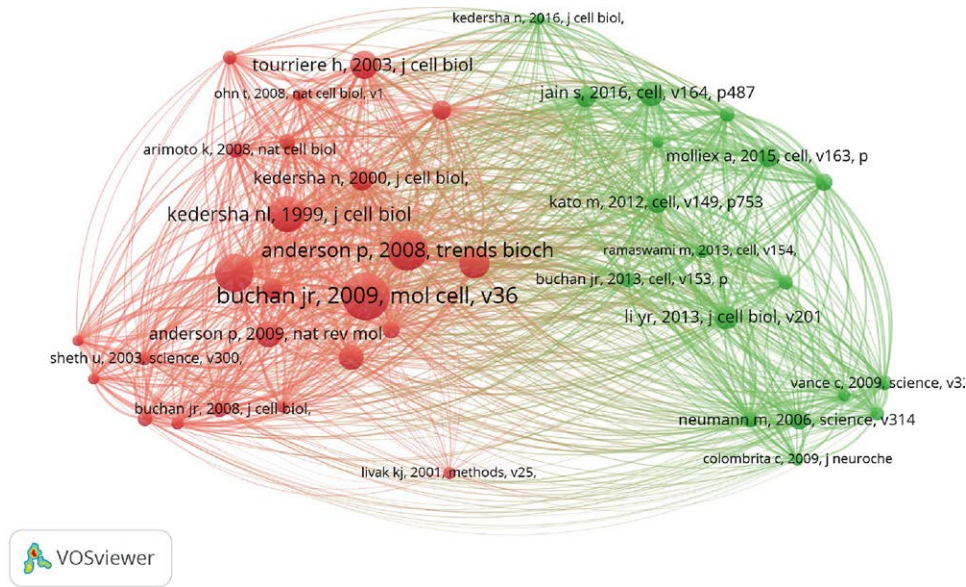 kedersha n, 2016, j cell biol,
tourriere h, 2003, j cell biol
ohn t, 2008, nat cell biol, v1
jain s, 2016, cell, v164, p487
arimoto k, 2008, nat cell biol
molliex a, 2015, cell, v163, p
kedersha n, 2000, j cell biol,
kato m, 2012, cell, v149, p753
kedersha nl, 1999, j cell biol
anderson p, 2008, trends bioch
ramaswami m, 2013, cell, v154,
buchan jr, 2013, cell, v153, p
buchan jr, 2009, mol cell, v36
li yr, 2013, j cell biol, v201
anderson p, 2009, nat rev mol
sheth u, 2003, science, v300,
vance c, 2009, science, v32
buchan jr, 2008, j cell biol,
neumann m, 2006, science, v314
colombrita c, 2009, j neuroche
livak kj, 2001, methods, v25,
VOSviewer